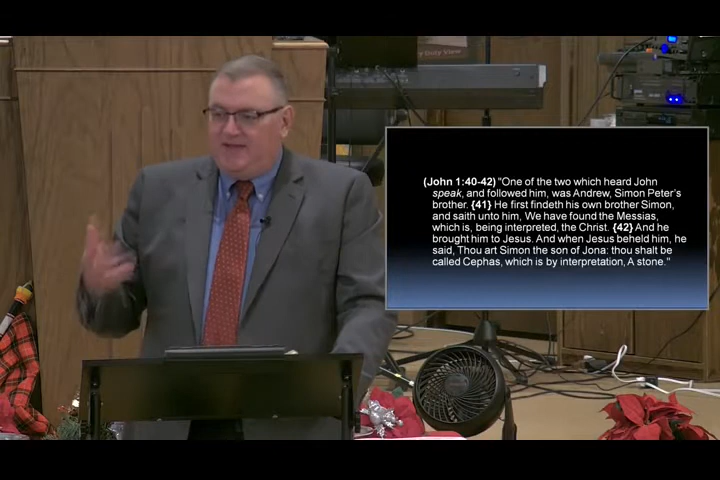 Duty View
(John 1:40-42) "One of the two which heard John
speak, and followed him, was Andrew, Simon Peter's
brother. {41} He first findeth his own brother Simon,
and saith unto him, We have found the Messias,
which is, being interpreted, the Christ. {42} And he
brought him to Jesus. And when Jesus beheld him, he
said, Thou art Simon the son of Jona: thou shalt be
called Cephas, which is by interpretation, A stone."